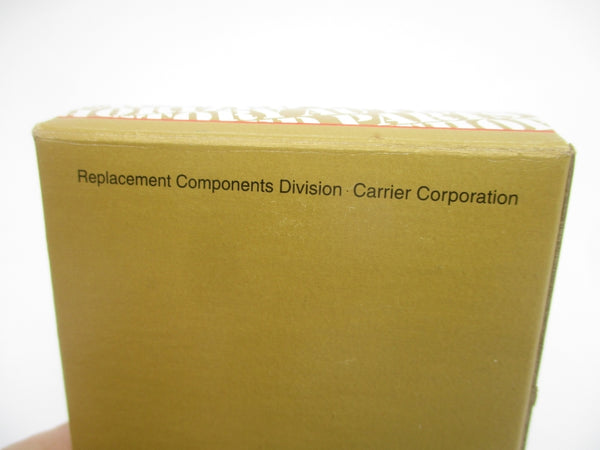 Replacement Components Division · Carrier Corporation